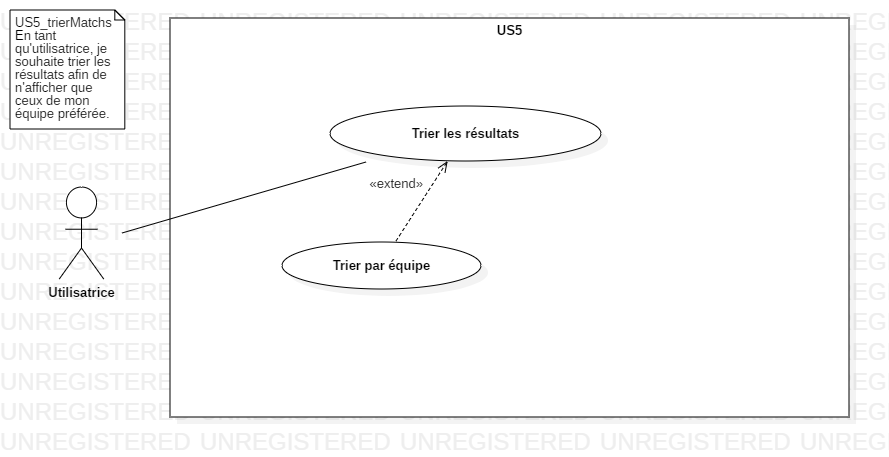 US5_trierMatchs
En tant
qu'utilisatrice, je
souhaite trier les
résultats afin de
n'afficher que
ceux de mon
équipe préférée.
US5
Trier les résultats
«extend»
Trier par équipe
Utilisatrice
UNREGISTERED UNREGISTERED UNREGISTERED UNREGISTERED UNREG